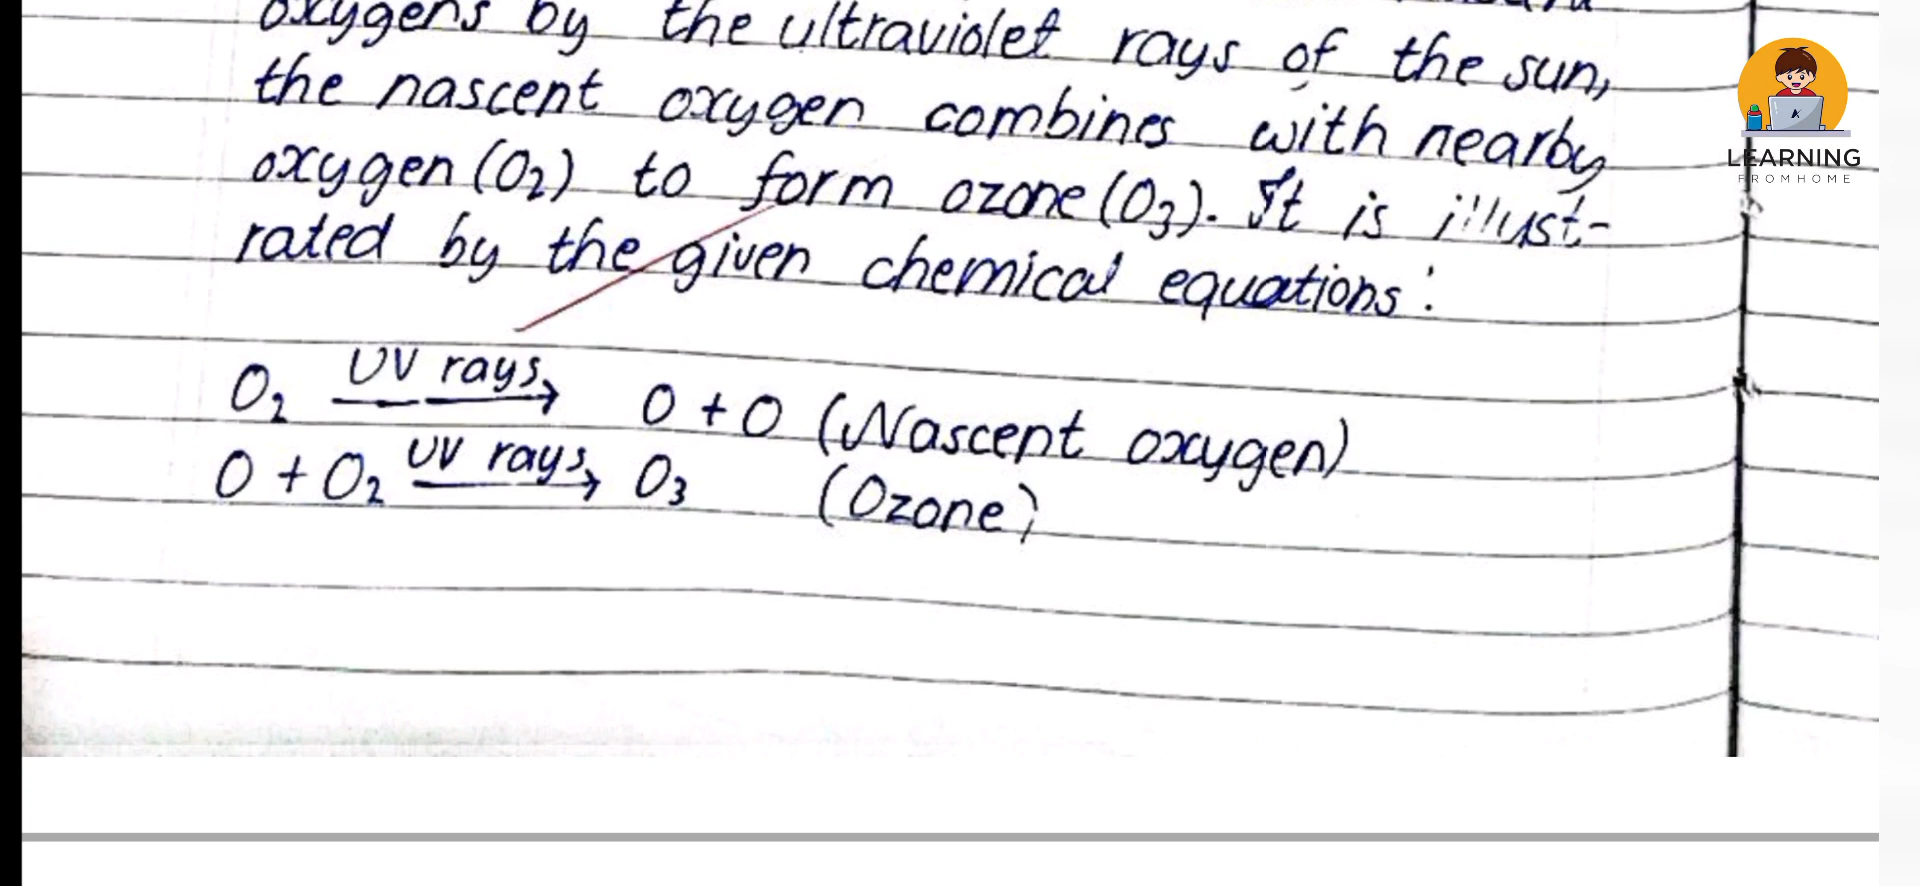 oxygens by the ultraviolet rays of the sun,
the nascent oxygen combines with nearby
oxygen (O₂) to form ozone (O₃). It is illust-
rated by the given chemical equations:
O₂ UV rays→ O + O (Nascent oxygen)
O + O₂ UV rays→ O₃ (Ozone)
LEARNING
FROMHOME